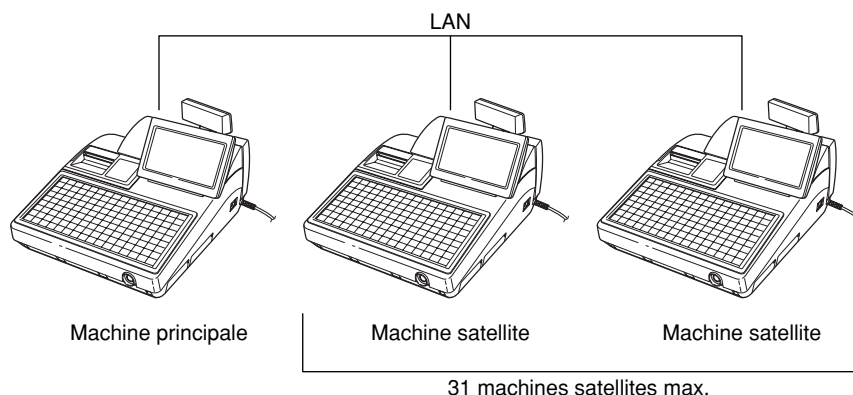 LAN
Machine principale
Machine satellite
Machine satellite
31 machines satellites max.